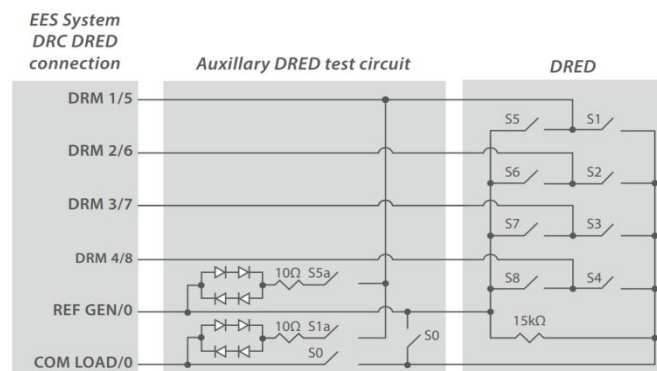 EES System
DRC DRED
connection
Auxillary DRED test circuit
DRED
DRM 1/5
S5
S1
DRM 2/6
S6
S2
DRM 3/7
S7
S3
DRM 4/8
S8
S4
10Ω
S5a
REF GEN/0
15kΩ
10Ω
S1a
S0
S0
COM LOAD/0